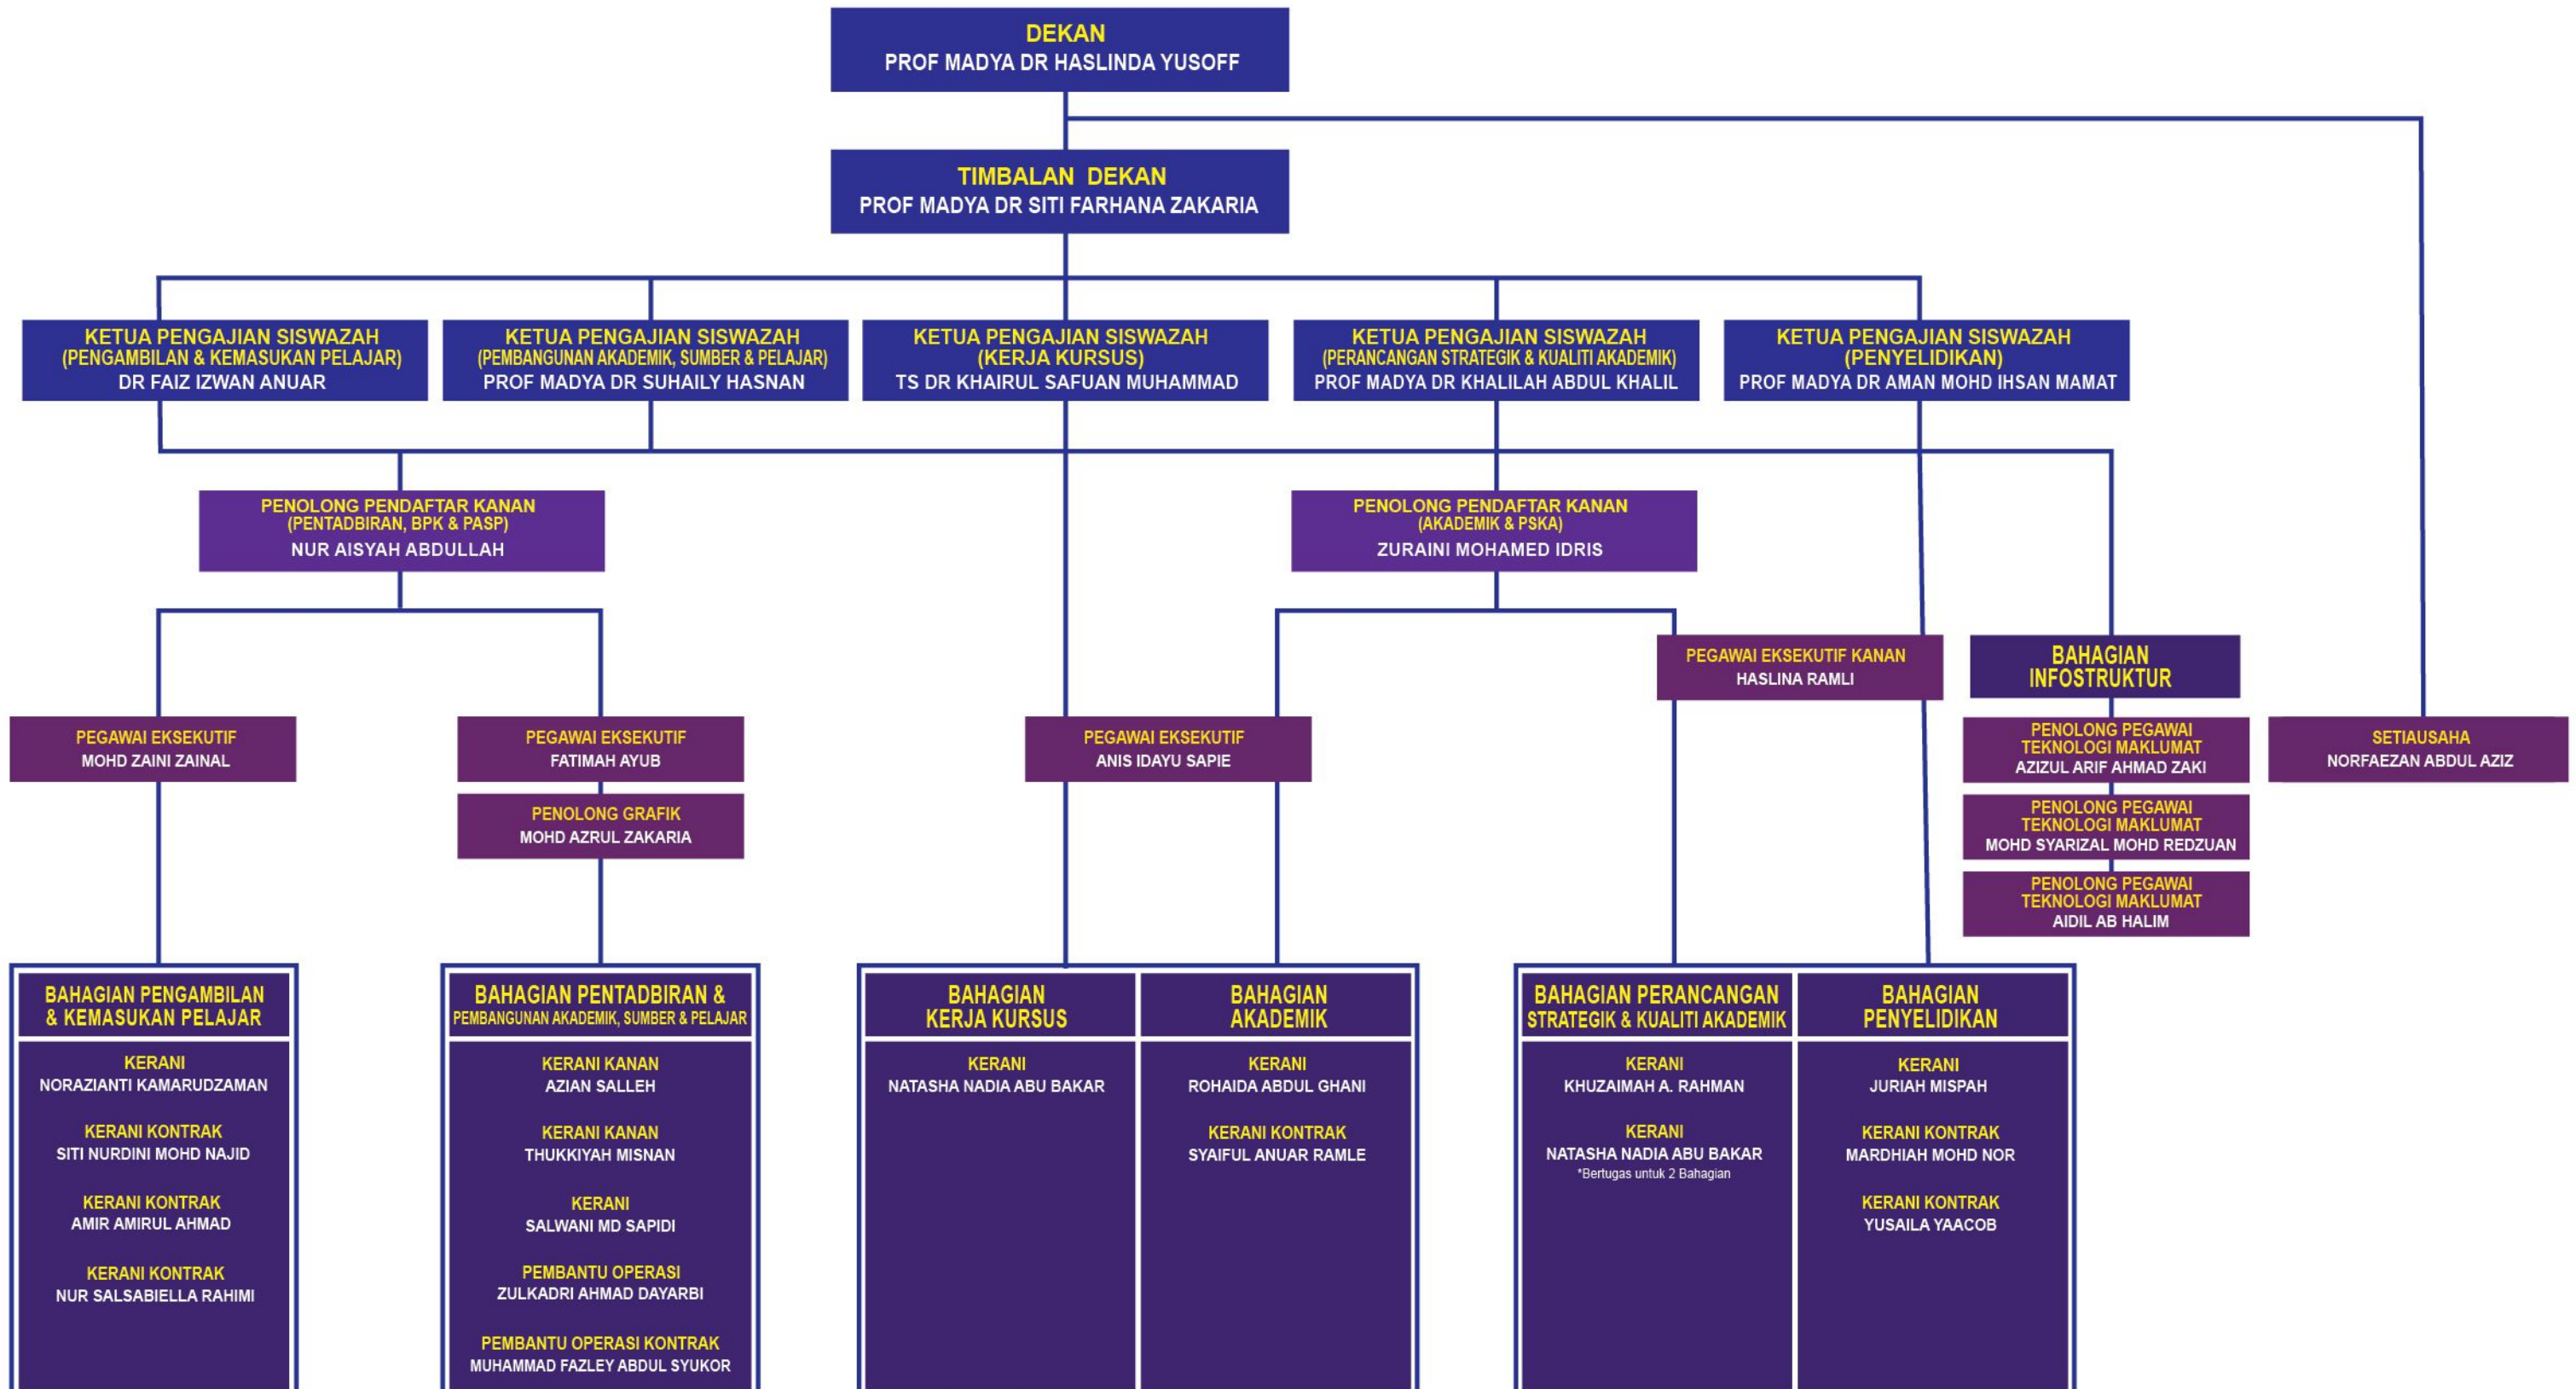 DEKAN
PROF MADYA DR HASLINDA YUSOFF
TIMBALAN DEKAN
PROF MADYA DR SITI FARHANA ZAKARIA
KETUA PENGAJIAN SISWAZAH
(PENGAMBILAN & KEMASUKAN PELAJAR)
DR FAIZ IZWAN ANUAR
KETUA PENGAJIAN SISWAZAH
(PEMBANGUNAN AKADEMIK, SUMBER & PELAJAR)
PROF MADYA DR SUHAILY HASNAN
KETUA PENGAJIAN SISWAZAH
(KERJA KURSUS)
TS DR KHAIRUL SAFUAN MUHAMMAD
KETUA PENGAJIAN SISWAZAH
(PERANCANGAN STRATEGIK & KUALITI AKADEMIK)
PROF MADYA DR KHALILAH ABDUL KHALIL
KETUA PENGAJIAN SISWAZAH
(PENYELIDIKAN)
PROF MADYA DR AMAN MOHD IHSAN MAMAT
PENOLONG PENDAFTAR KANAN
(PENTADBIRAN, BPK & PASP)
NUR AISYAH ABDULLAH
PENOLONG PENDAFTAR KANAN
(AKADEMIK & PSKA)
ZURAINI MOHAMED IDRIS
PEGAWAI EKSEKUTIF KANAN
HASLINA RAMLI
BAHAGIAN
INFOSTRUKTUR
PEGAWAI EKSEKUTIF
MOHD ZAINI ZAINAL
PEGAWAI EKSEKUTIF
FATIMAH AYUB
PENOLONG GRAFIK
MOHD AZRUL ZAKARIA
PEGAWAI EKSEKUTIF
ANIS IDAYU SAPIE
PENOLONG PEGAWAI
TEKNOLOGI MAKLUMAT
AZIZUL ARIF AHMAD ZAKI
PENOLONG PEGAWAI
TEKNOLOGI MAKLUMAT
MOHD SYARIZAL MOHD REDZUAN
PENOLONG PEGAWAI
TEKNOLOGI MAKLUMAT
AIDIL AB HALIM
SETIAUSAHA
NORFAEZAN ABDUL AZIZ
BAHAGIAN PENGAMBILAN
& KEMASUKAN PELAJAR
KERANI
NORAZIANTI KAMARUDZAMAN
KERANI KONTRAK
SITI NURDINI MOHD NAJID
KERANI KONTRAK
AMIR AMIRUL AHMAD
KERANI KONTRAK
NUR SALSABIELLA RAHIMI
BAHAGIAN PENTADBIRAN &
PEMBANGUNAN AKADEMIK, SUMBER & PELAJAR
KERANI KANAN
AZIAN SALLEH
KERANI KANAN
THUKKIYAH MISNAN
KERANI
SALWANI MD SAPIDI
PEMBANTU OPERASI
ZULKADRI AHMAD DAYARBI
PEMBANTU OPERASI KONTRAK
MUHAMMAD FAZLEY ABDUL SYUKOR
BAHAGIAN
KERJA KURSUS
KERANI
NATASHA NADIA ABU BAKAR
BAHAGIAN
AKADEMIK
KERANI
ROHAIDA ABDUL GHANI
KERANI KONTRAK
SYAIFUL ANUAR RAMLE
BAHAGIAN PERANCANGAN
STRATEGIK & KUALITI AKADEMIK
KERANI
KHUZAIMAH A. RAHMAN
KERANI
NATASHA NADIA ABU BAKAR
*Bertugas untuk 2 Bahagian
BAHAGIAN
PENYELIDIKAN
KERANI
JURIAH MISPAH
KERANI KONTRAK
MARDHIAH MOHD NOR
KERANI KONTRAK
YUSAILA YAACOB